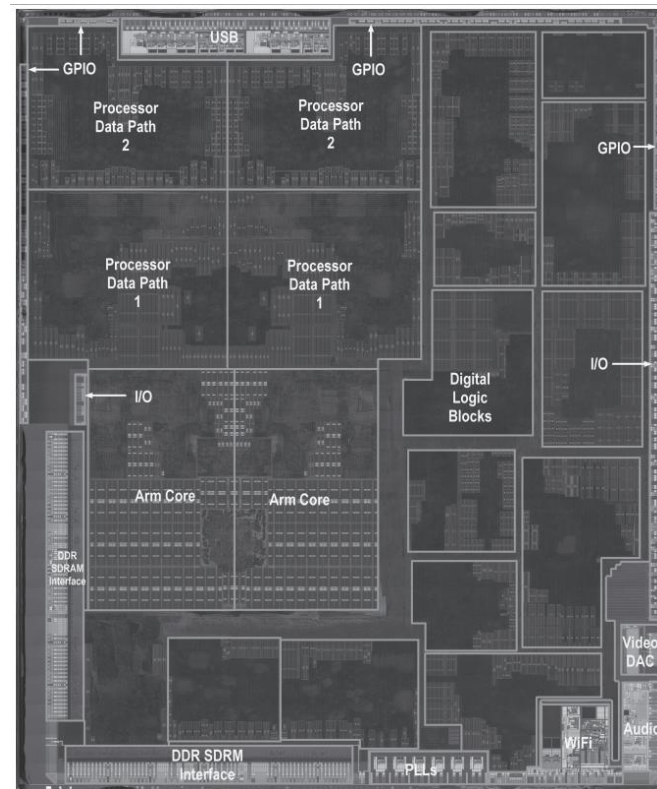 USB
GPIO
GPIO
Processor
Data Path
2
Processor
Data Path
2
GPIO
Processor
Data Path
1
Processor
Data Path
1
I/O
Digital
Logic
Blocks
I/O
Arm Core
Arm Core
DDR
SDRAM
Interface
Video
DAC
WiFi
Audio
DDR SDRM
Interface
PLLs